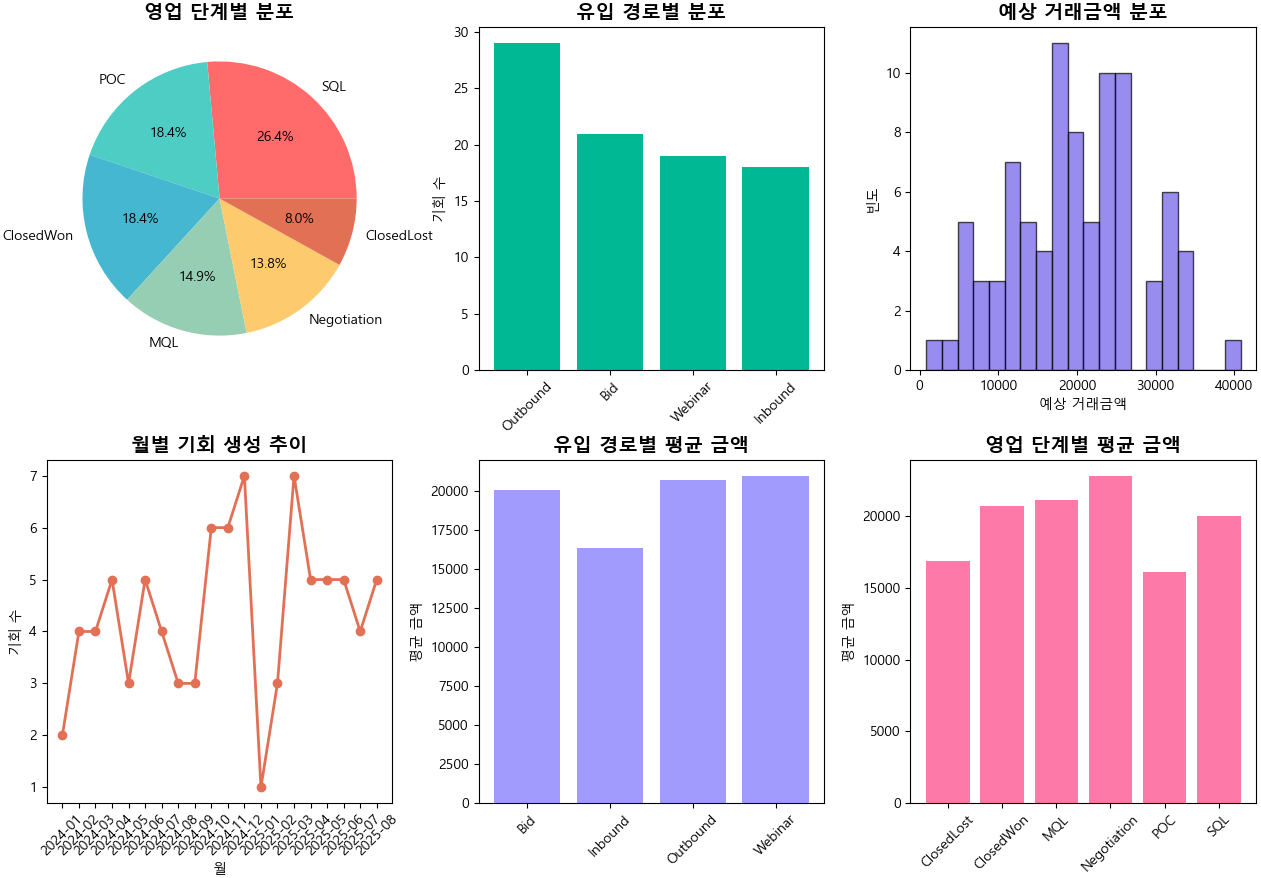 영업 단계별 분포
POC
SQL
18.4%
26.4%
18.4%
8.0%
ClosedWon
ClosedLost
14.9%
13.8%
MQL
Negotiation
유입 경로별 분포
30
25
20
15
10
5
0
기회 수
Outbound
Bid
Webinar
Inbound
예상 거래금액 분포
10
8
6
4
2
0
빈도
0
10000
20000
30000
40000
예상 거래금액
월별 기회 생성 추이
7
6
5
4
3
2
1
기회 수
2024-01
2024-02
2024-03
2024-04
2024-05
2024-06
2024-07
2024-08
2024-09
2024-10
2024-11
2024-12
2025-01
2025-02
2025-03
2025-04
2025-05
2025-06
2025-07
2025-08
월
유입 경로별 평균 금액
20000
17500
15000
12500
10000
7500
5000
2500
0
평균 금액
Bid
Inbound
Outbound
Webinar
영업 단계별 평균 금액
20000
15000
10000
5000
0
평균 금액
ClosedLost
ClosedWon
MQL
Negotiation
POC
SQL